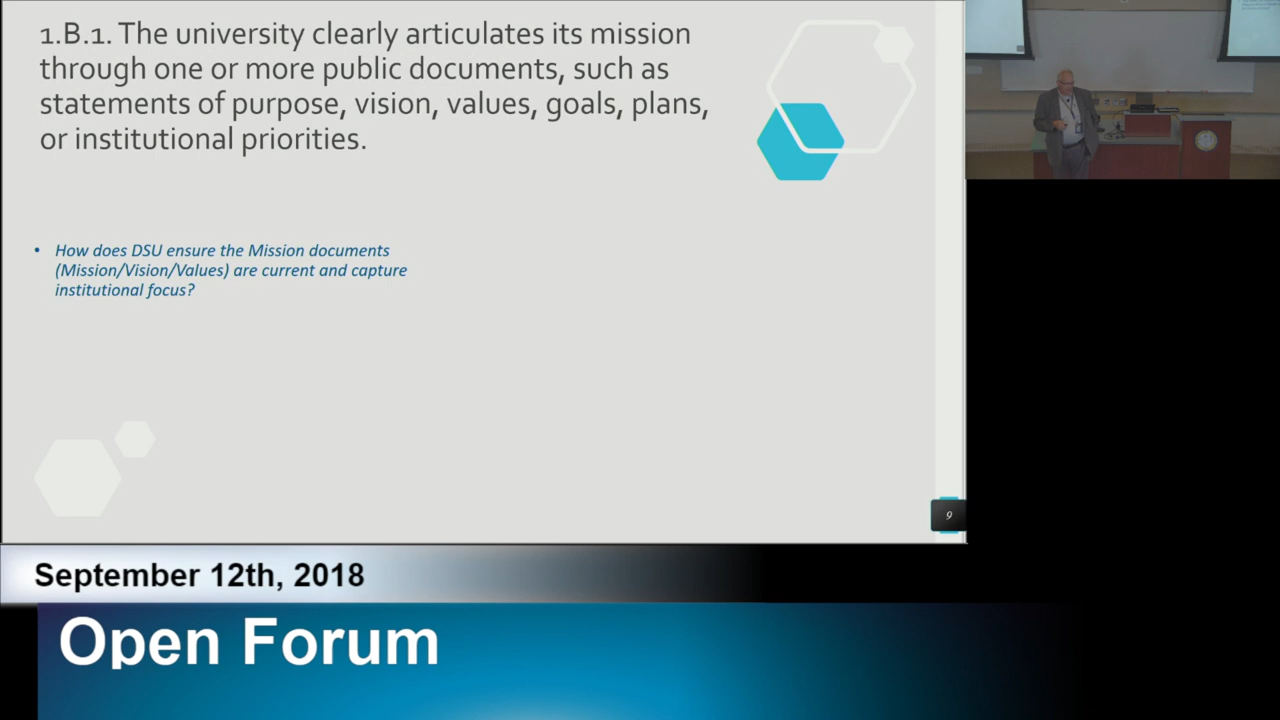 1.B.1. The university clearly articulates its mission
through one or more public documents, such as
statements of purpose, vision, values, goals, plans,
or institutional priorities.
• How does DSU ensure the Mission documents
(Mission/Vision/Values) are current and capture
institutional focus?
9
September 12th, 2018
Open Forum